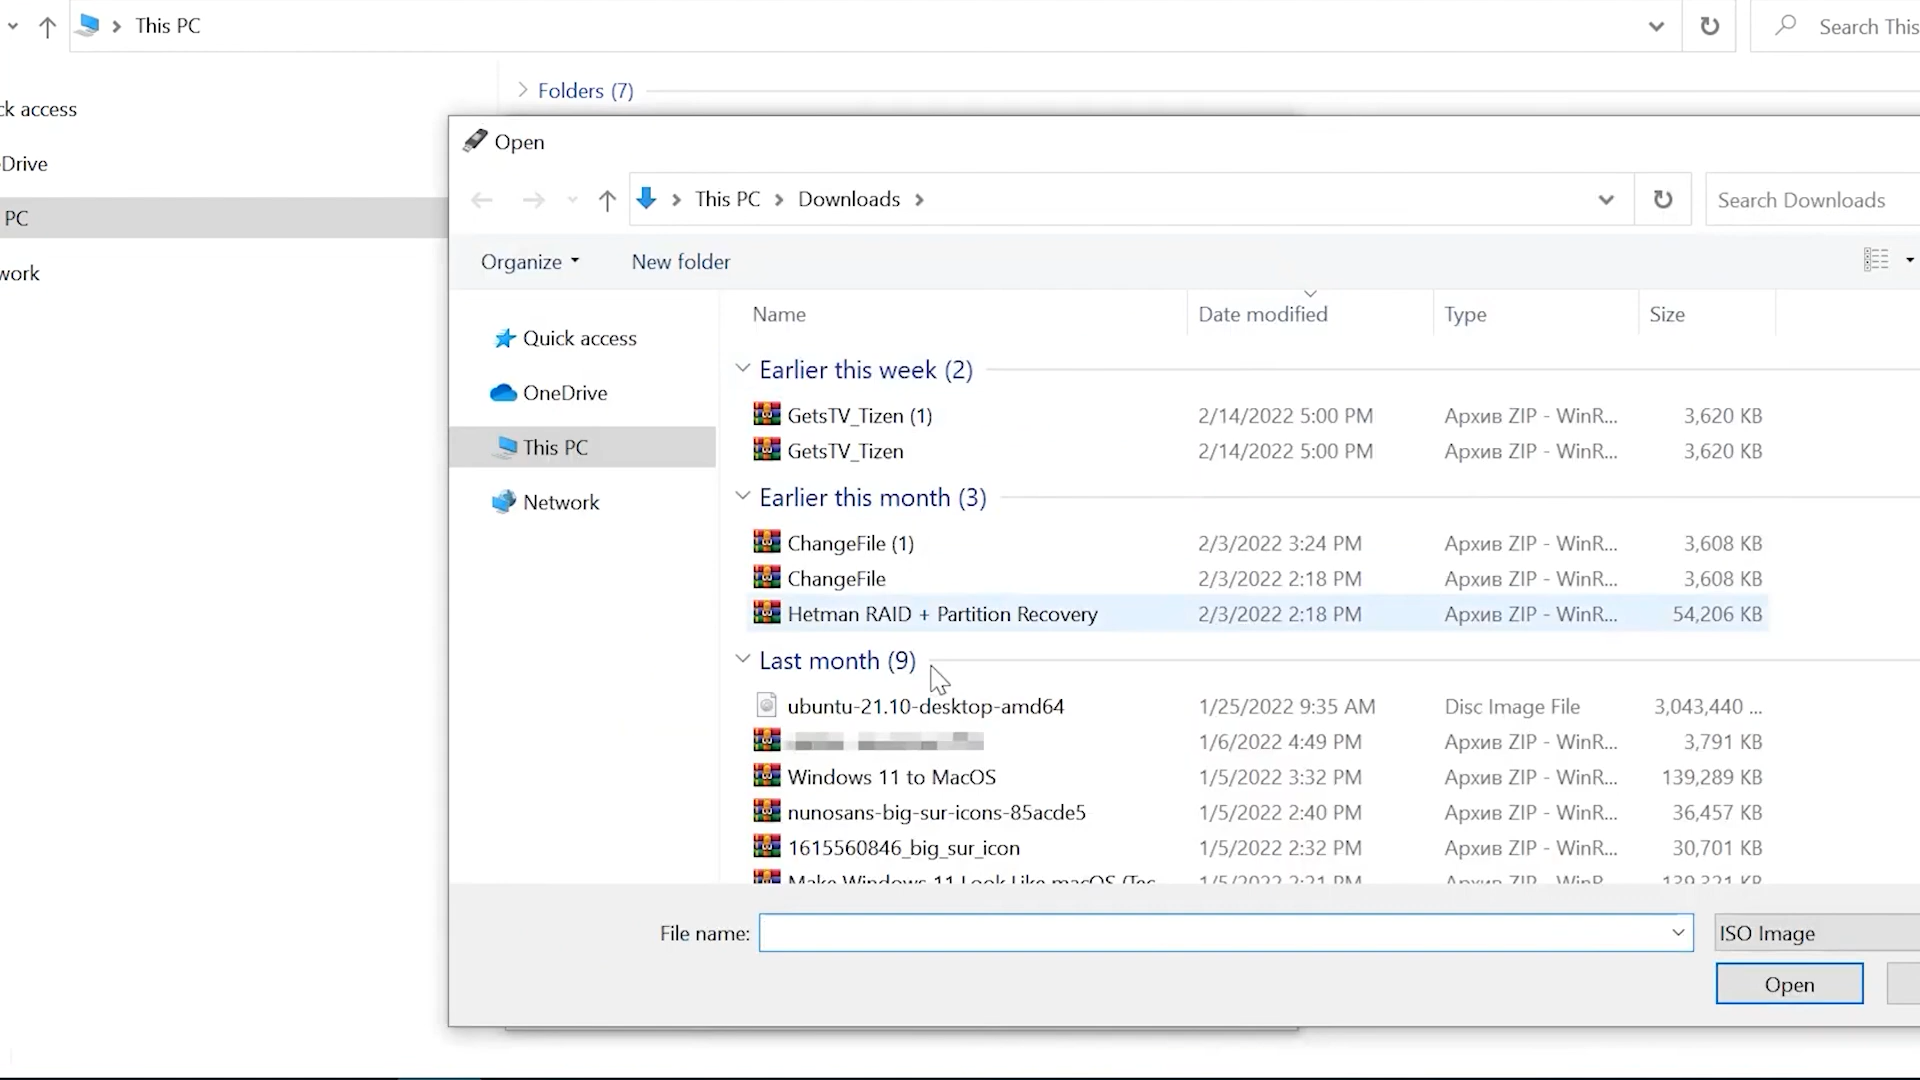 This PC
Search This
Folders (7)
ck access
Drive
PC
work
Open
This PC
Downloads
Search Downloads
Organize
New folder
Name Date modified Type Size
Quick access
OneDrive
This PC
Network
Earlier this week (2)
GetsTV_Tizen (1) 2/14/2022 5:00 PM Архив ZIP - WinR... 3,620 KB
GetsTV_Tizen 2/14/2022 5:00 PM Архив ZIP - WinR... 3,620 KB
Earlier this month (3)
ChangeFile (1) 2/3/2022 3:24 PM Архив ZIP - WinR... 3,608 KB
ChangeFile 2/3/2022 2:18 PM Архив ZIP - WinR... 3,608 KB
Hetman RAID + Partition Recovery 2/3/2022 2:18 PM Архив ZIP - WinR... 54,206 KB
Last month (9)
ubuntu-21.10-desktop-amd64 1/25/2022 9:35 AM Disc Image File 3,043,440 ...
1/6/2022 4:49 PM Архив ZIP - WinR... 3,791 KB
Windows 11 to MacOS 1/5/2022 3:32 PM Архив ZIP - WinR... 139,289 KB
nunosans-big-sur-icons-85acde5 1/5/2022 2:40 PM Архив ZIP - WinR... 36,457 KB
1615560846_big_sur_icon 1/5/2022 2:32 PM Архив ZIP - WinR... 30,701 KB
Make Windows 11 Look Like macOS (Tec 1/5/2022 2:21 PM Архив ZIP - WinR... 139,321 KB
File name:
ISO Image
Open